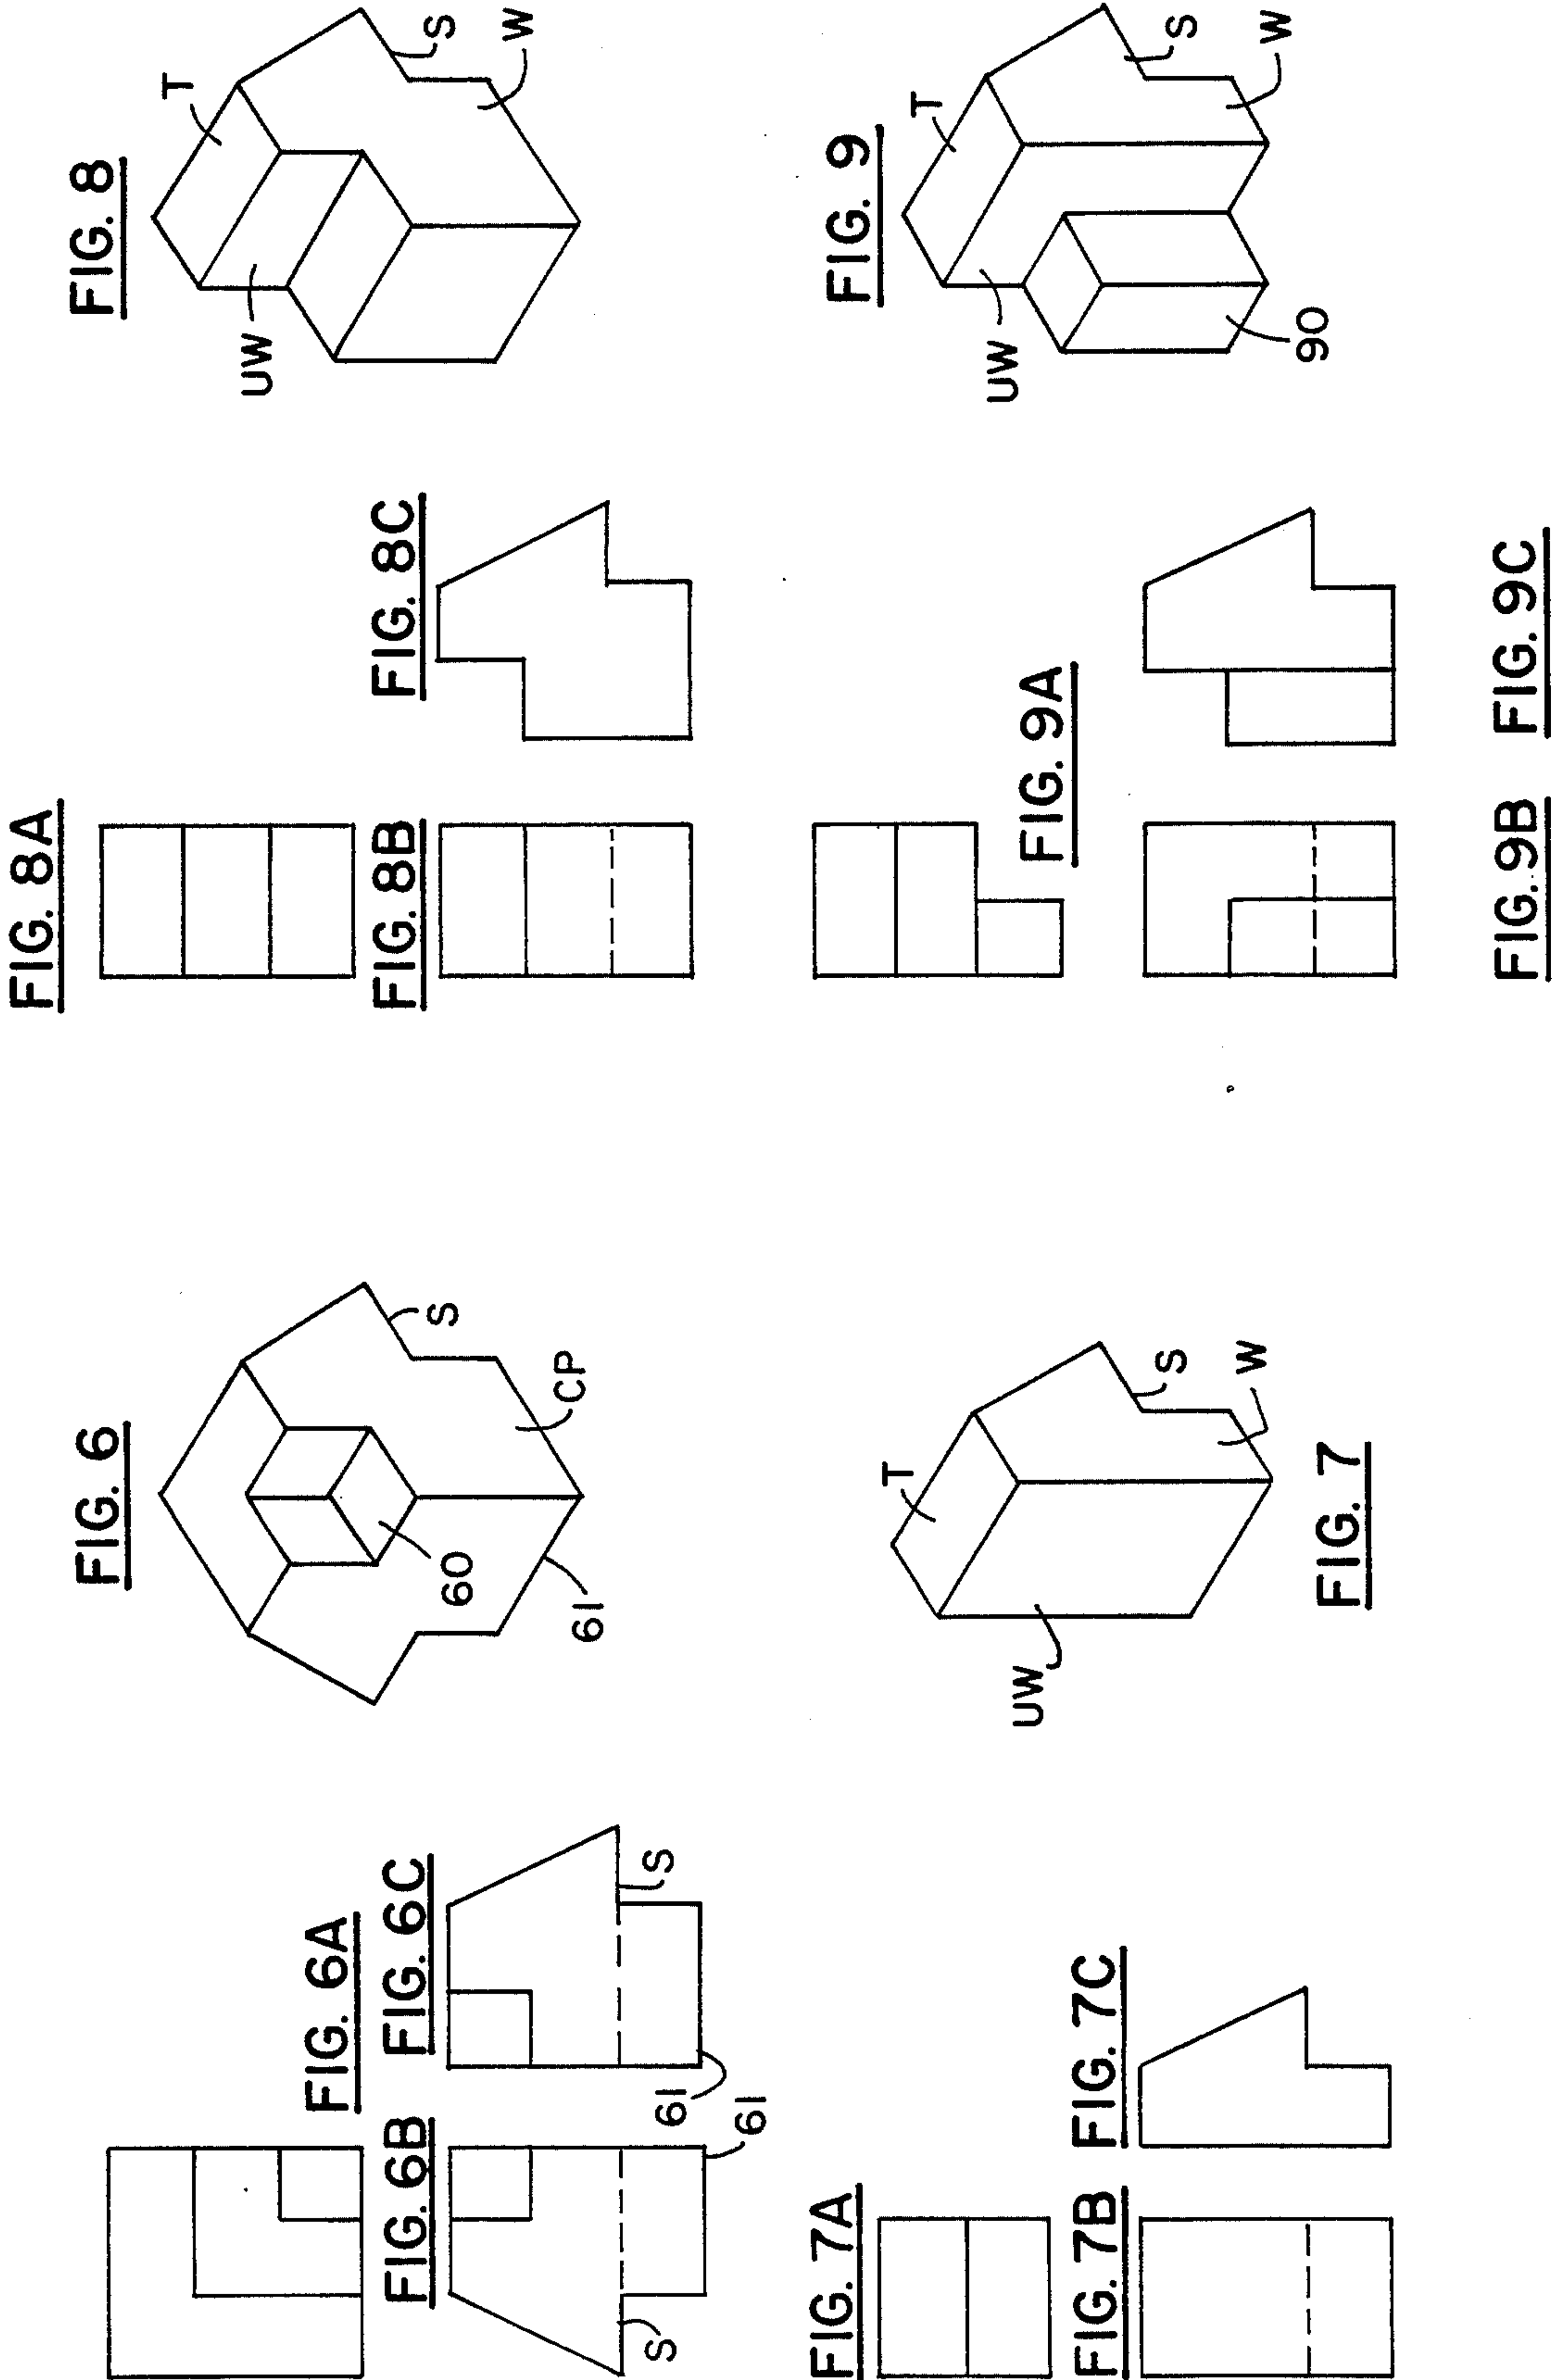 FIG. 8
T
S
W
UW
FIG. 9
T
S
W
UW
90
FIG. 8A
FIG. 8B
FIG. 8C
FIG. 9A
FIG. 9B
FIG. 9C
FIG. 6
S
CP
60
61
FIG. 7
T
S
W
UW
FIG. 6A
FIG. 6B
FIG. 6C
S
61
61
S
FIG. 7A
FIG. 7B
FIG. 7C